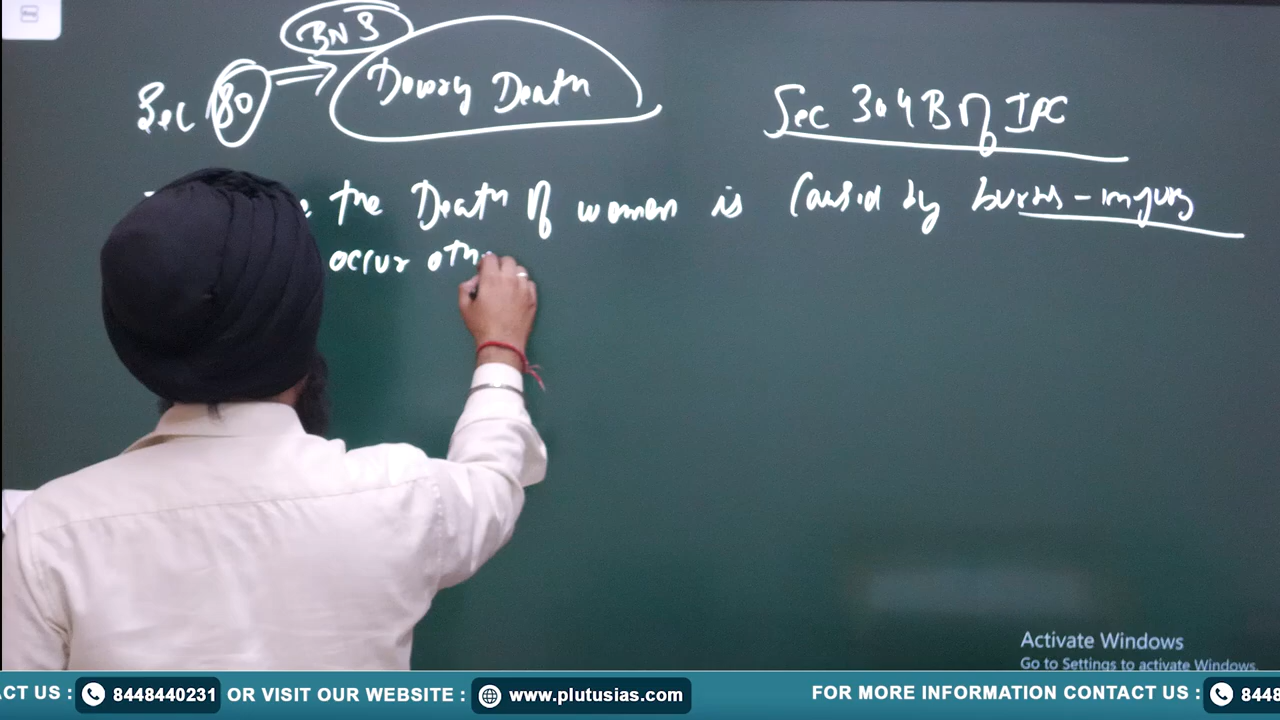 BNS
Sec 80 ⇒ Dowry Death
Sec 304B of IPC
the Death of women is Caused by burns - injury
occur oth
Activate Windows
Go to Settings to activate Windows.
ACT US : 8448440231 OR VISIT OUR WEBSITE : www.plutusias.com FOR MORE INFORMATION CONTACT US : 8448